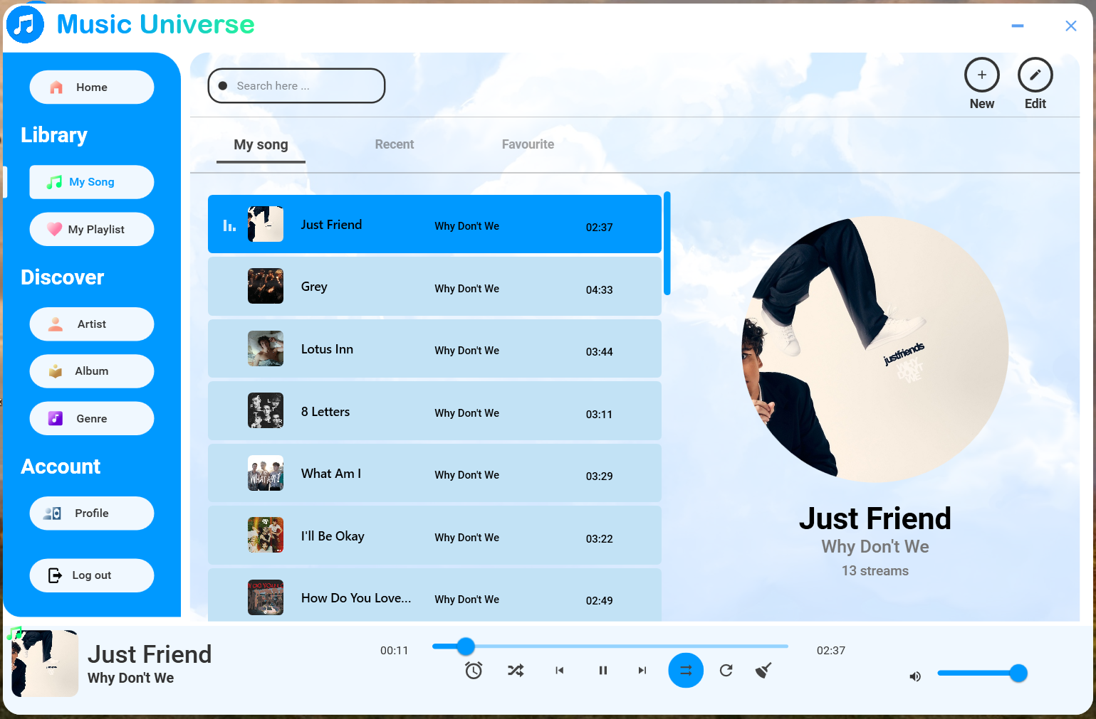 Music Universe
Home
Library
My Song
My Playlist
Discover
Artist
Album
Genre
Account
Profile
Log out
Search here ...
New
Edit
My song
Recent
Favourite
Just Friend Why Don't We 02:37
Grey Why Don't We 04:33
Lotus Inn Why Don't We 03:44
8 Letters Why Don't We 03:11
What Am I Why Don't We 03:29
I'll Be Okay Why Don't We 03:22
How Do You Love... Why Don't We 02:49
justfriends
Just Friend
Why Don't We
13 streams
Just Friend
Why Don't We
00:11
02:37